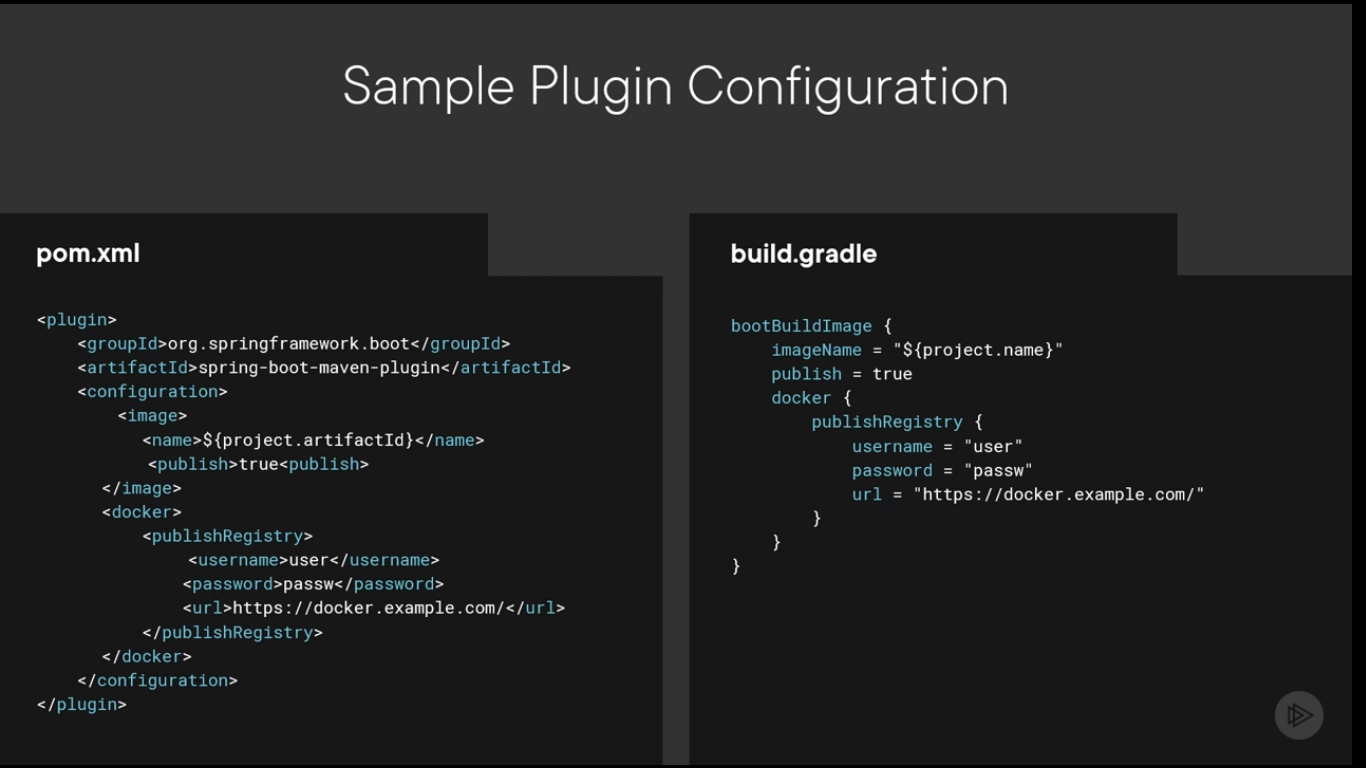 Sample Plugin Configuration
pom.xml
<plugin>
<groupId>org.springframework.boot</groupId>
<artifactId>spring-boot-maven-plugin</artifactId>
<configuration>
<image>
<name>${project.artifactId}</name>
<publish>true<publish>
</image>
<docker>
<publishRegistry>
<username>user</username>
<password>passw</password>
<url>https://docker.example.com/</url>
</publishRegistry>
</docker>
</configuration>
</plugin>
build.gradle
bootBuildImage {
imageName = "${project.name}"
publish = true
docker {
publishRegistry {
username = "user"
password = "passw"
url = "https://docker.example.com/"
}
}
}